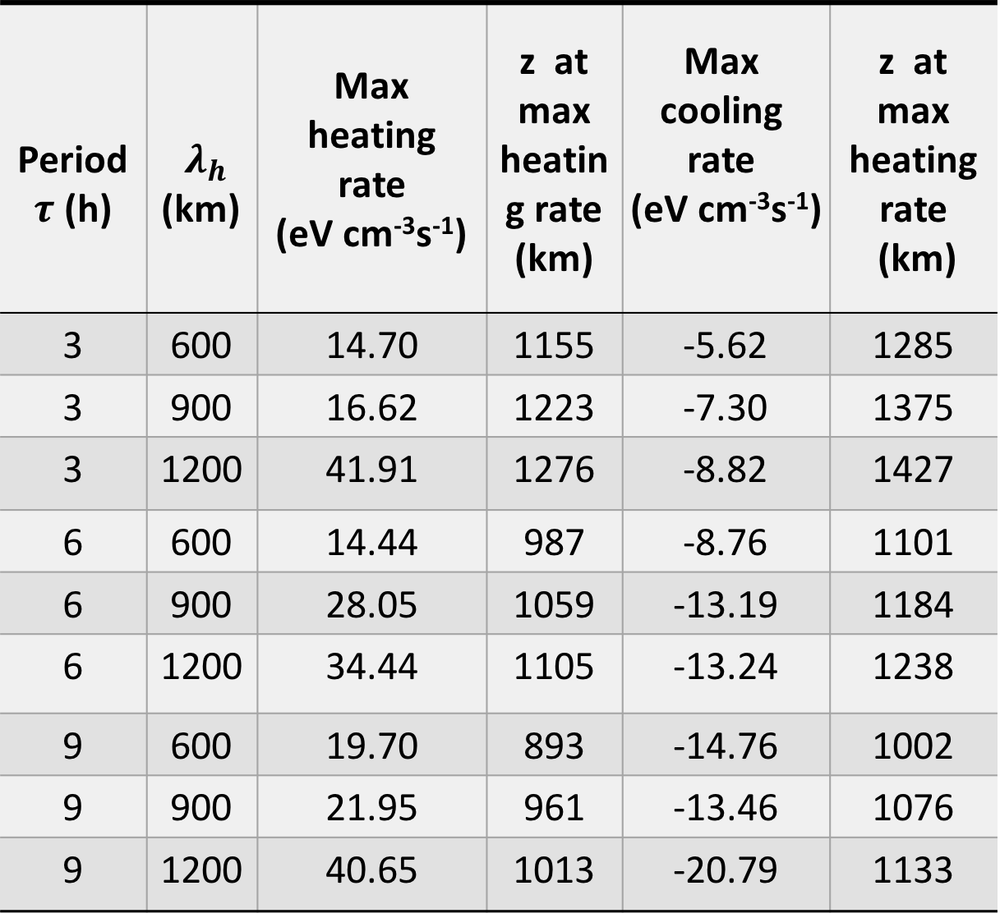 Period τ (h) | λh (km) | Max heating rate (eV cm-3s-1) | z at max heatin g rate (km) | Max cooling rate (eV cm-3s-1) | z at max heating rate (km)
3 | 600 | 14.70 | 1155 | -5.62 | 1285
3 | 900 | 16.62 | 1223 | -7.30 | 1375
3 | 1200 | 41.91 | 1276 | -8.82 | 1427
6 | 600 | 14.44 | 987 | -8.76 | 1101
6 | 900 | 28.05 | 1059 | -13.19 | 1184
6 | 1200 | 34.44 | 1105 | -13.24 | 1238
9 | 600 | 19.70 | 893 | -14.76 | 1002
9 | 900 | 21.95 | 961 | -13.46 | 1076
9 | 1200 | 40.65 | 1013 | -20.79 | 1133